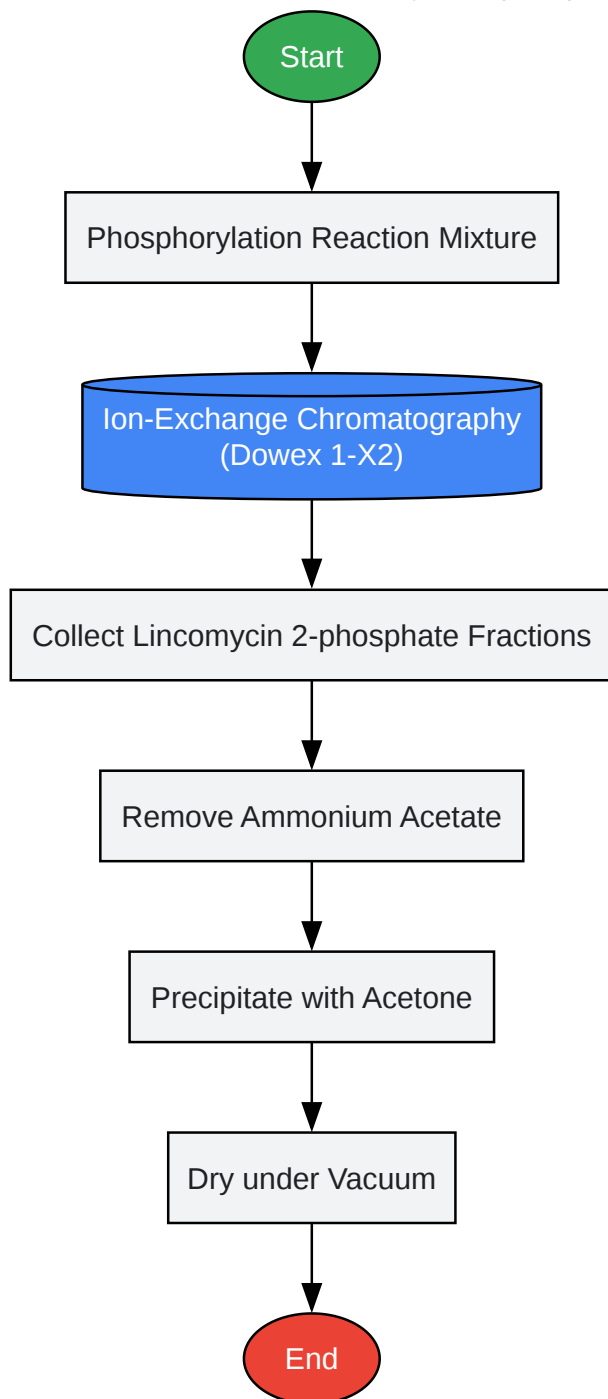 Start
Phosphorylation Reaction Mixture
Ion-Exchange Chromatography
(Dowex 1-X2)
Collect Lincomycin 2-phosphate Fractions
Remove Ammonium Acetate
Precipitate with Acetone
Dry under Vacuum
End